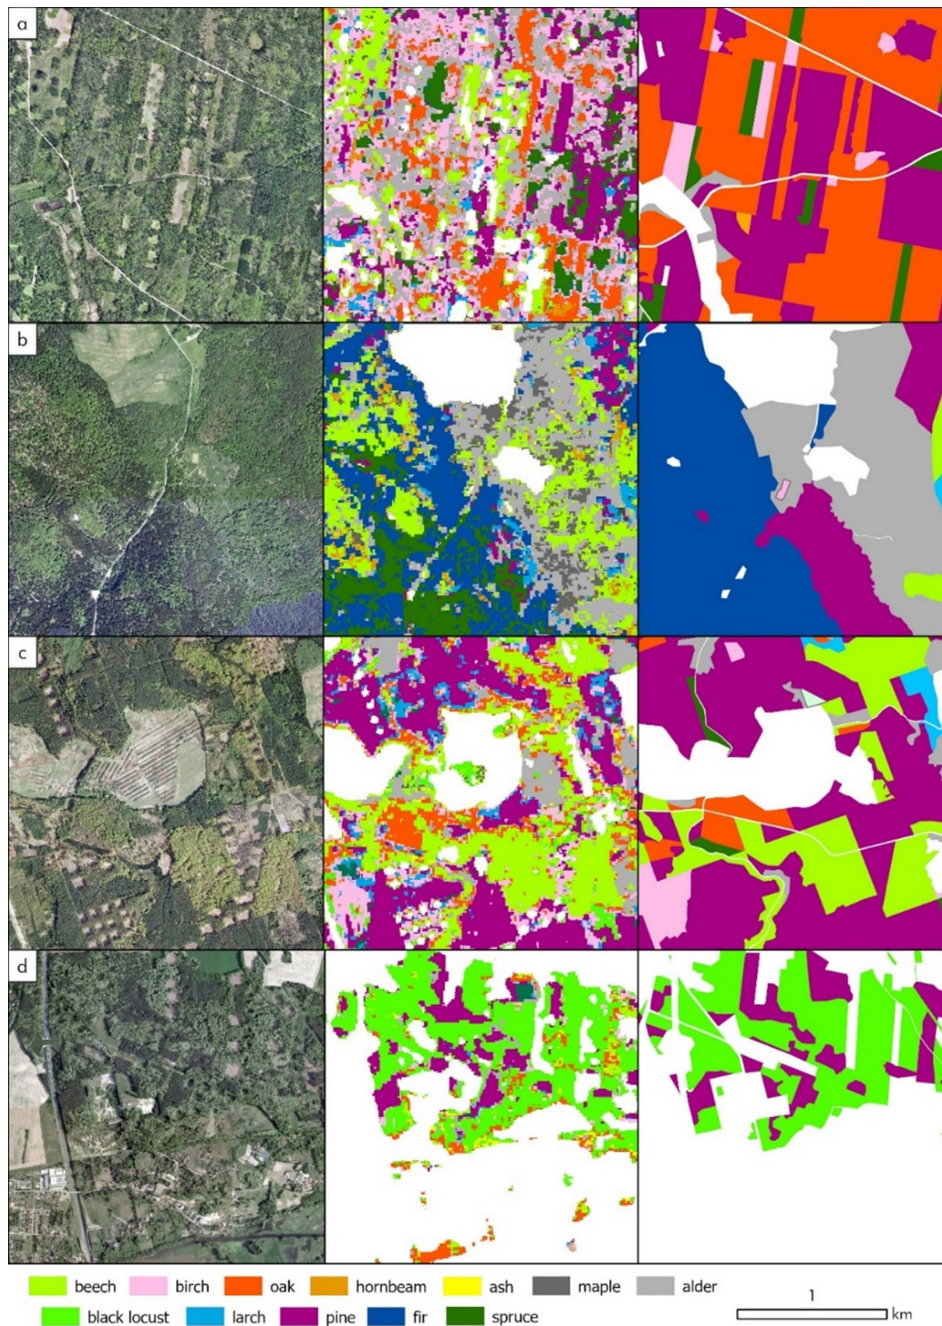 a
b
c
d
beech birch oak hornbeam ash maple alder
black locust larch pine fir spruce
1
km